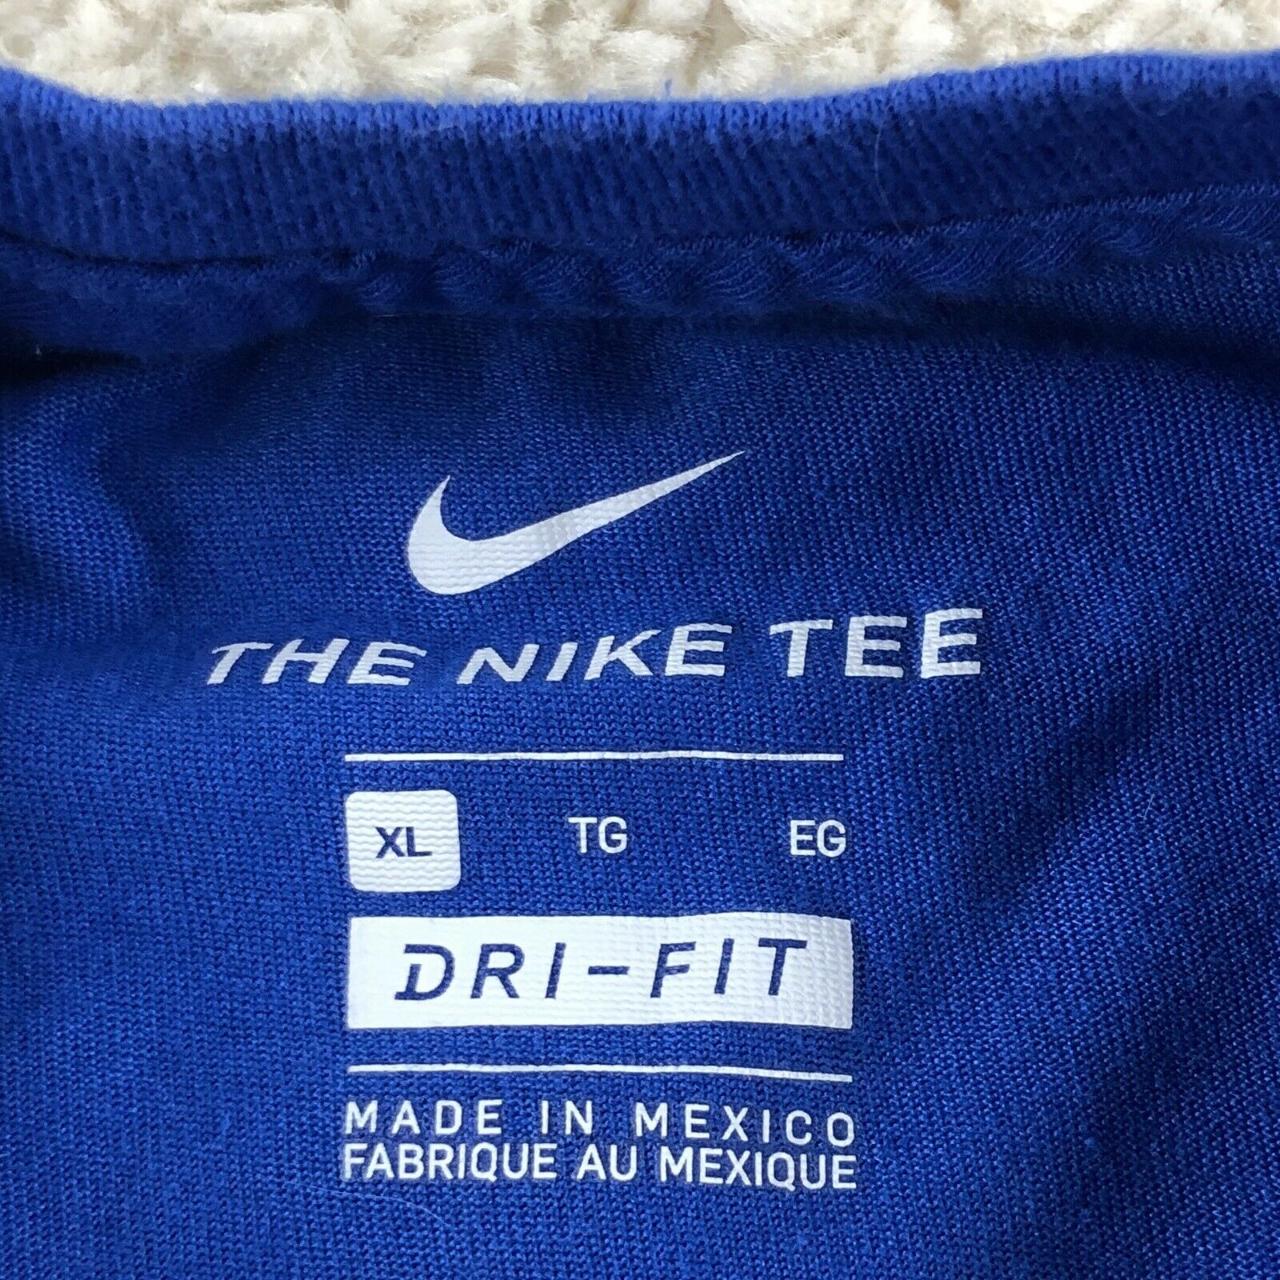 THE NIKE TEE
XL TG EG
DRI-FIT
MADE IN MEXICO
FABRIQUE AU MEXIQUE